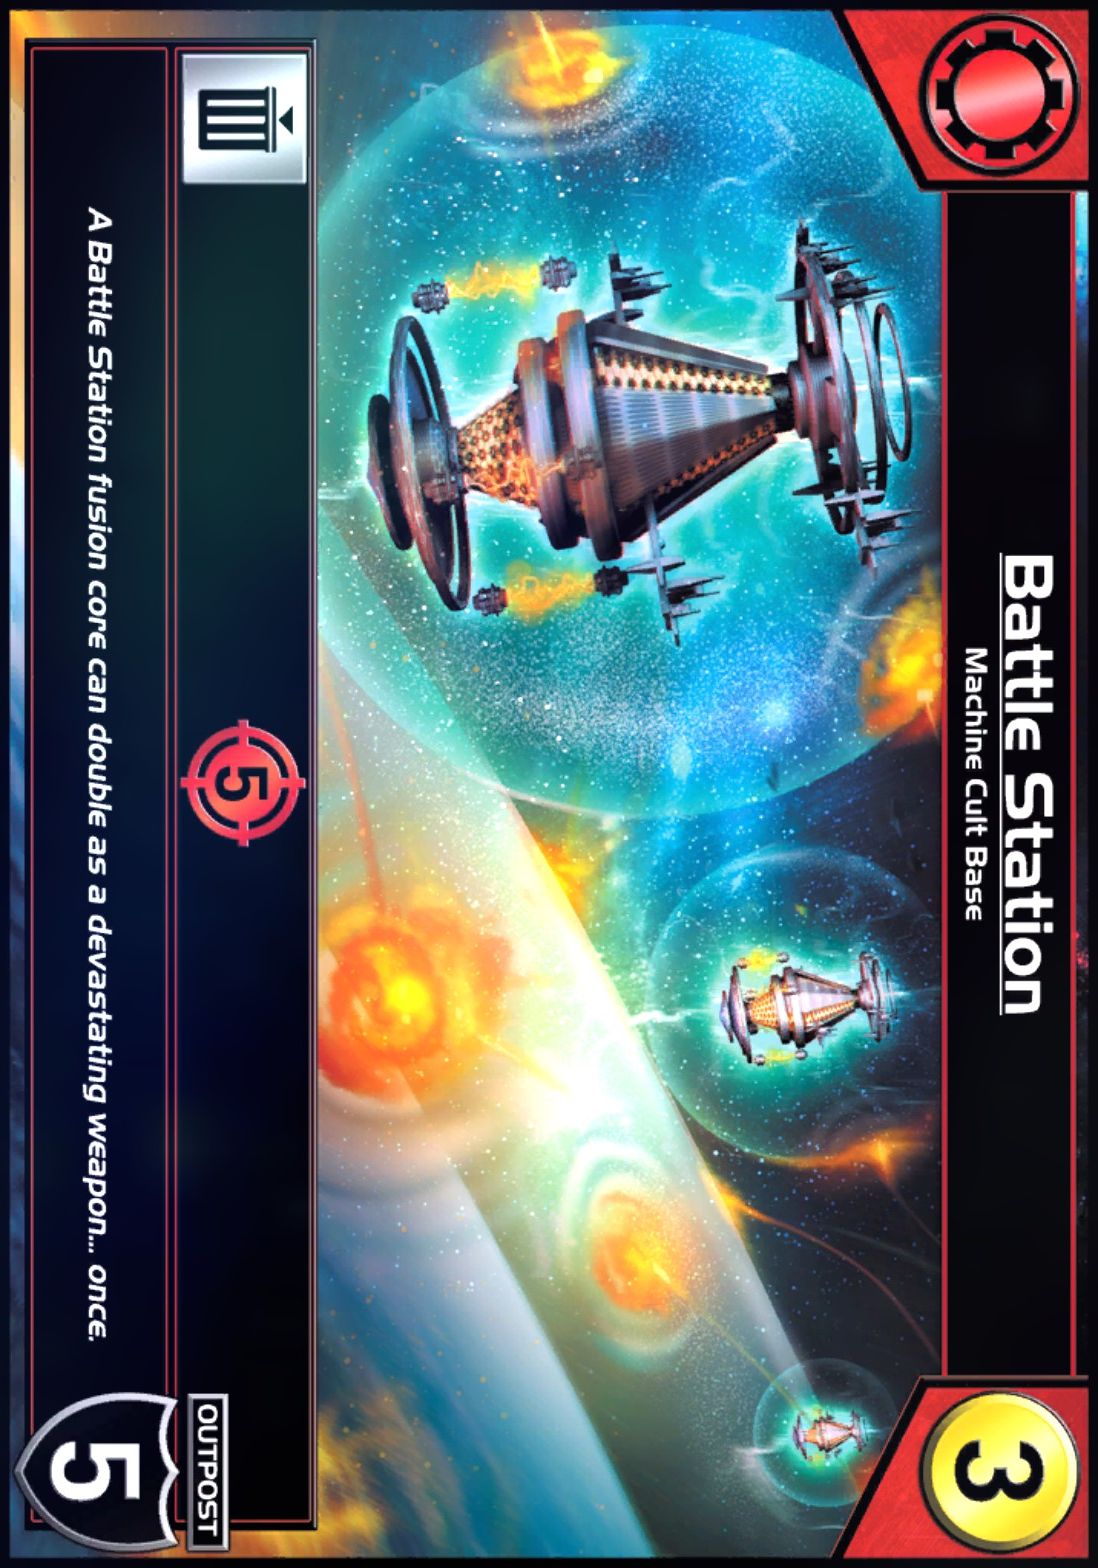 Battle Station
Machine Cult Base
3
5
OUTPOST
A Battle Station fusion core can double as a devastating weapon... once.
5